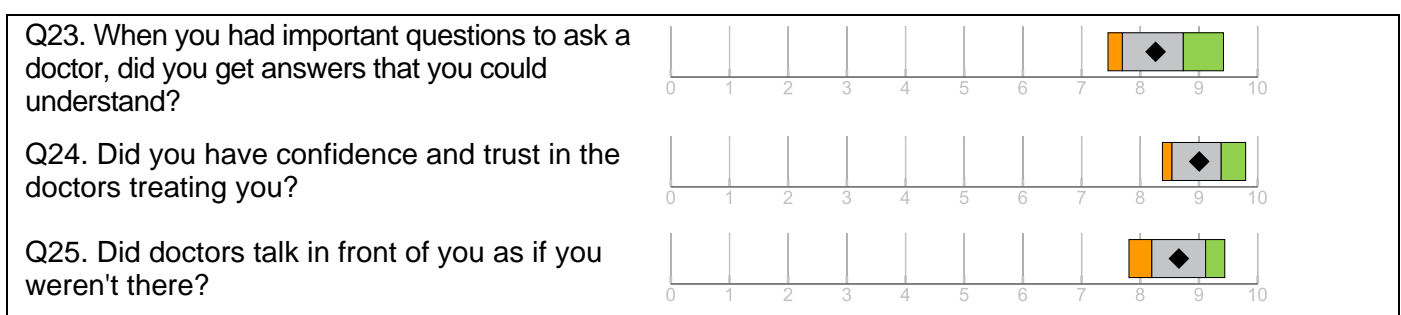 Q23. When you had important questions to ask a
doctor, did you get answers that you could
understand?
0 1 2 3 4 5 6 7 8 9 10
Q24. Did you have confidence and trust in the
doctors treating you?
0 1 2 3 4 5 6 7 8 9 10
Q25. Did doctors talk in front of you as if you
weren't there?
0 1 2 3 4 5 6 7 8 9 10